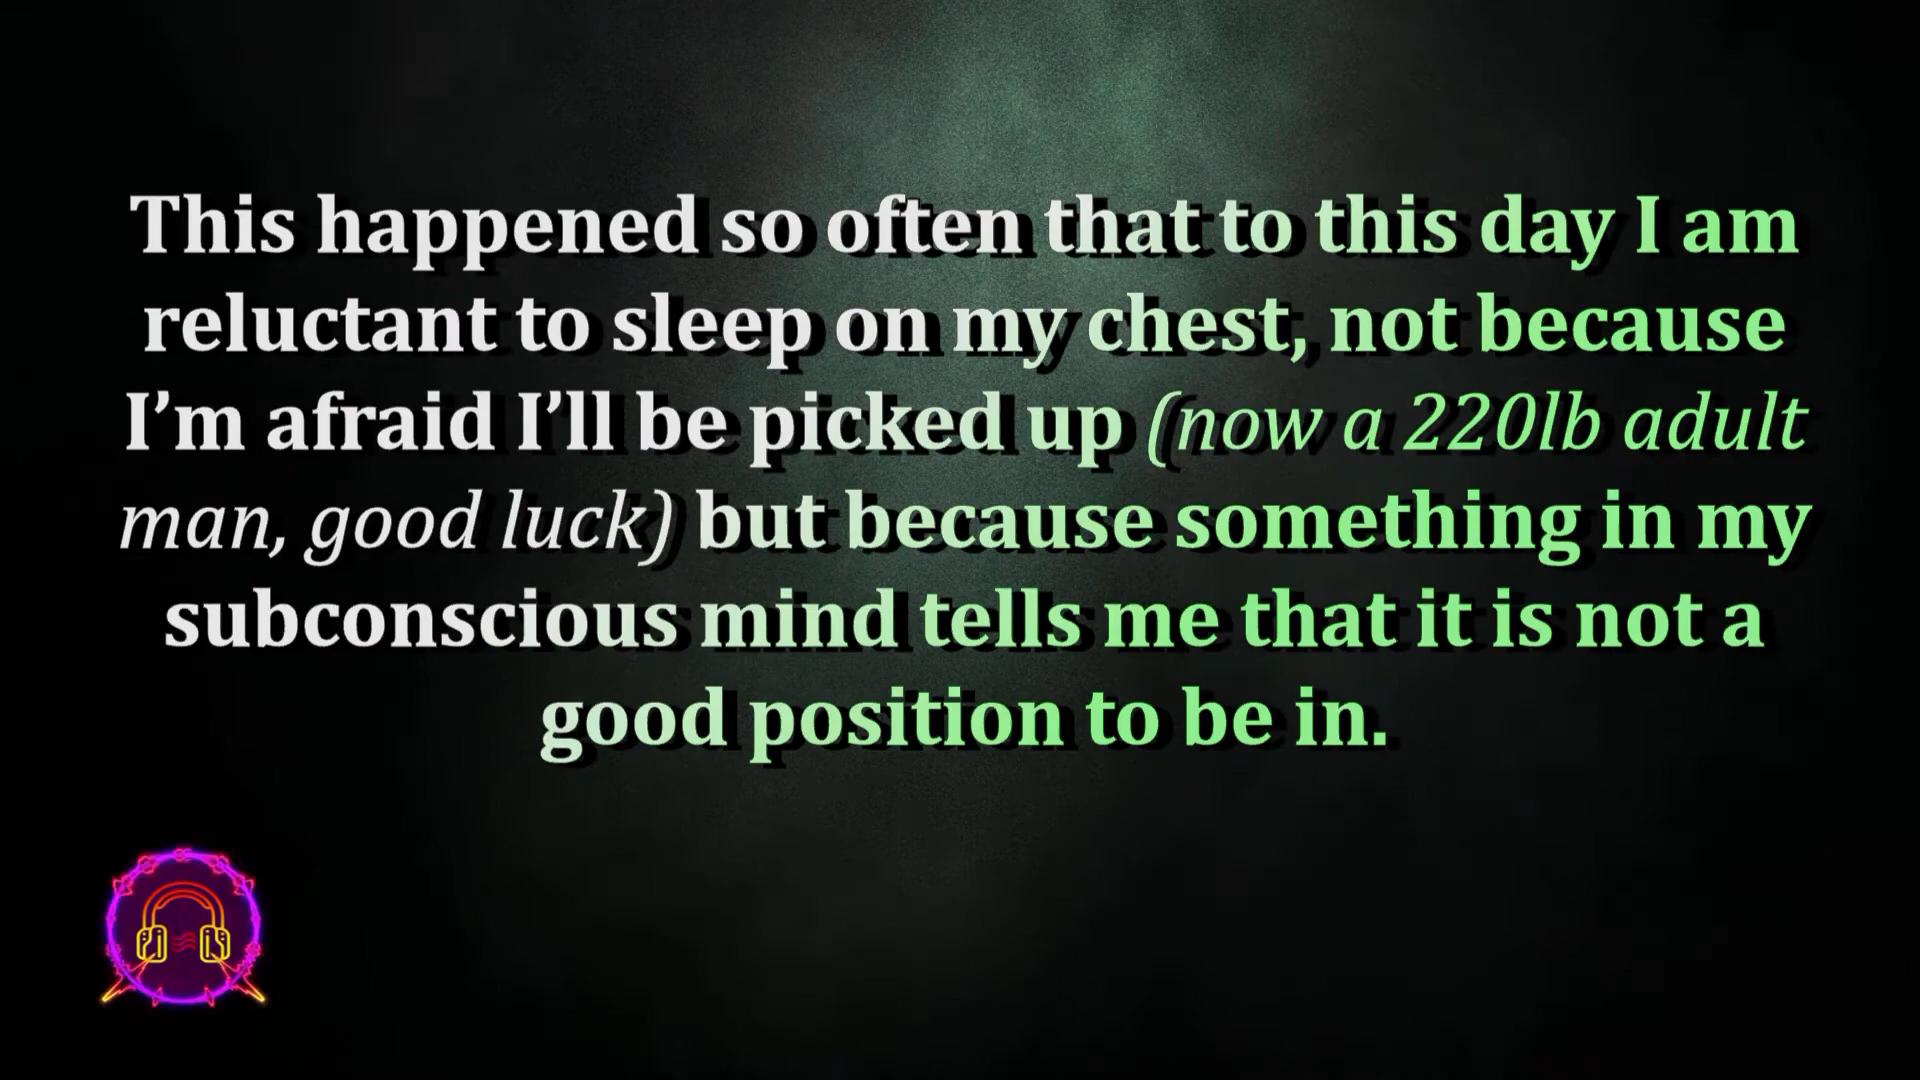 This happened so often that to this day I am
reluctant to sleep on my chest, not because
I’m afraid I’ll be picked up (now a 220lb adult
man, good luck) but because something in my
subconscious mind tells me that it is not a
good position to be in.